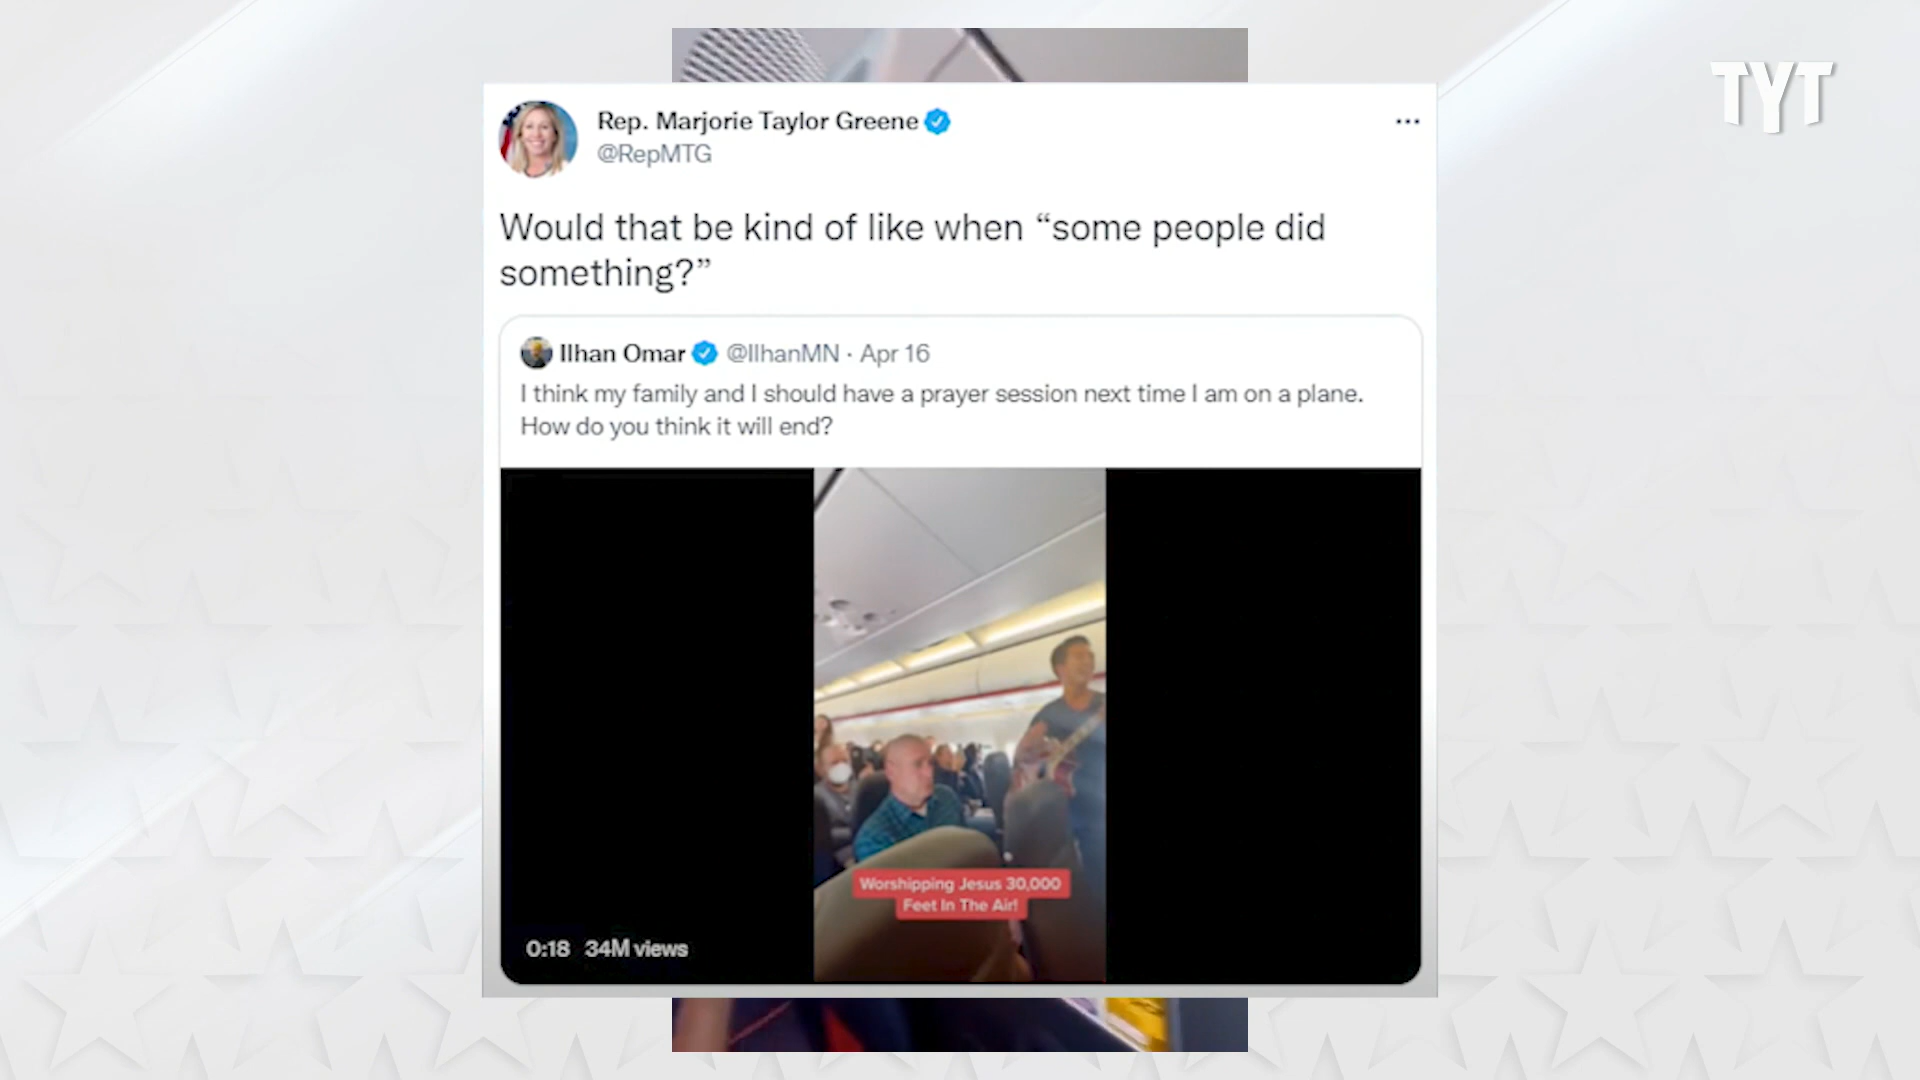 TYT
Rep. Marjorie Taylor Greene
@RepMTG
Would that be kind of like when “some people did
something?”
Ilhan Omar @IlhanMN · Apr 16
I think my family and I should have a prayer session next time I am on a plane.
How do you think it will end?
Worshipping Jesus 30,000
Feet In The Air!
0:18 34M views